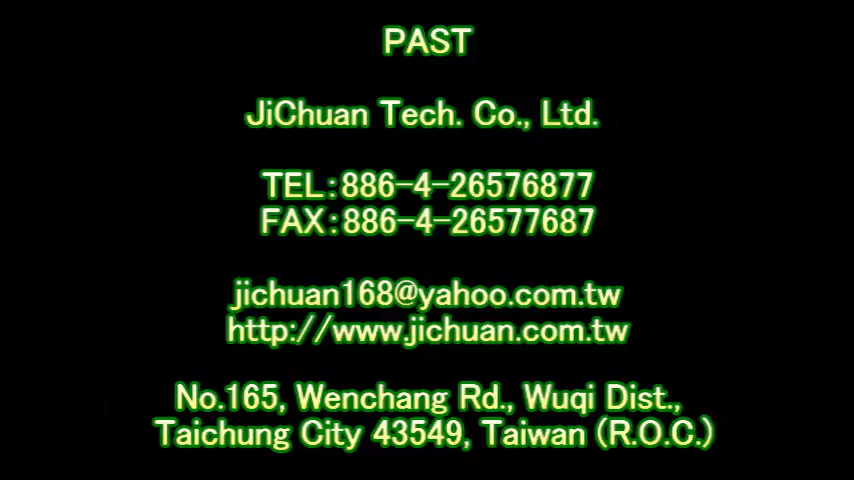 PAST
JiChuan Tech. Co., Ltd.
TEL:886-4-26576877
FAX:886-4-26577687
jichuan168@yahoo.com.tw
http://www.jichuan.com.tw
No.165, Wenchang Rd., Wuqi Dist.,
Taichung City 43549, Taiwan (R.O.C.)